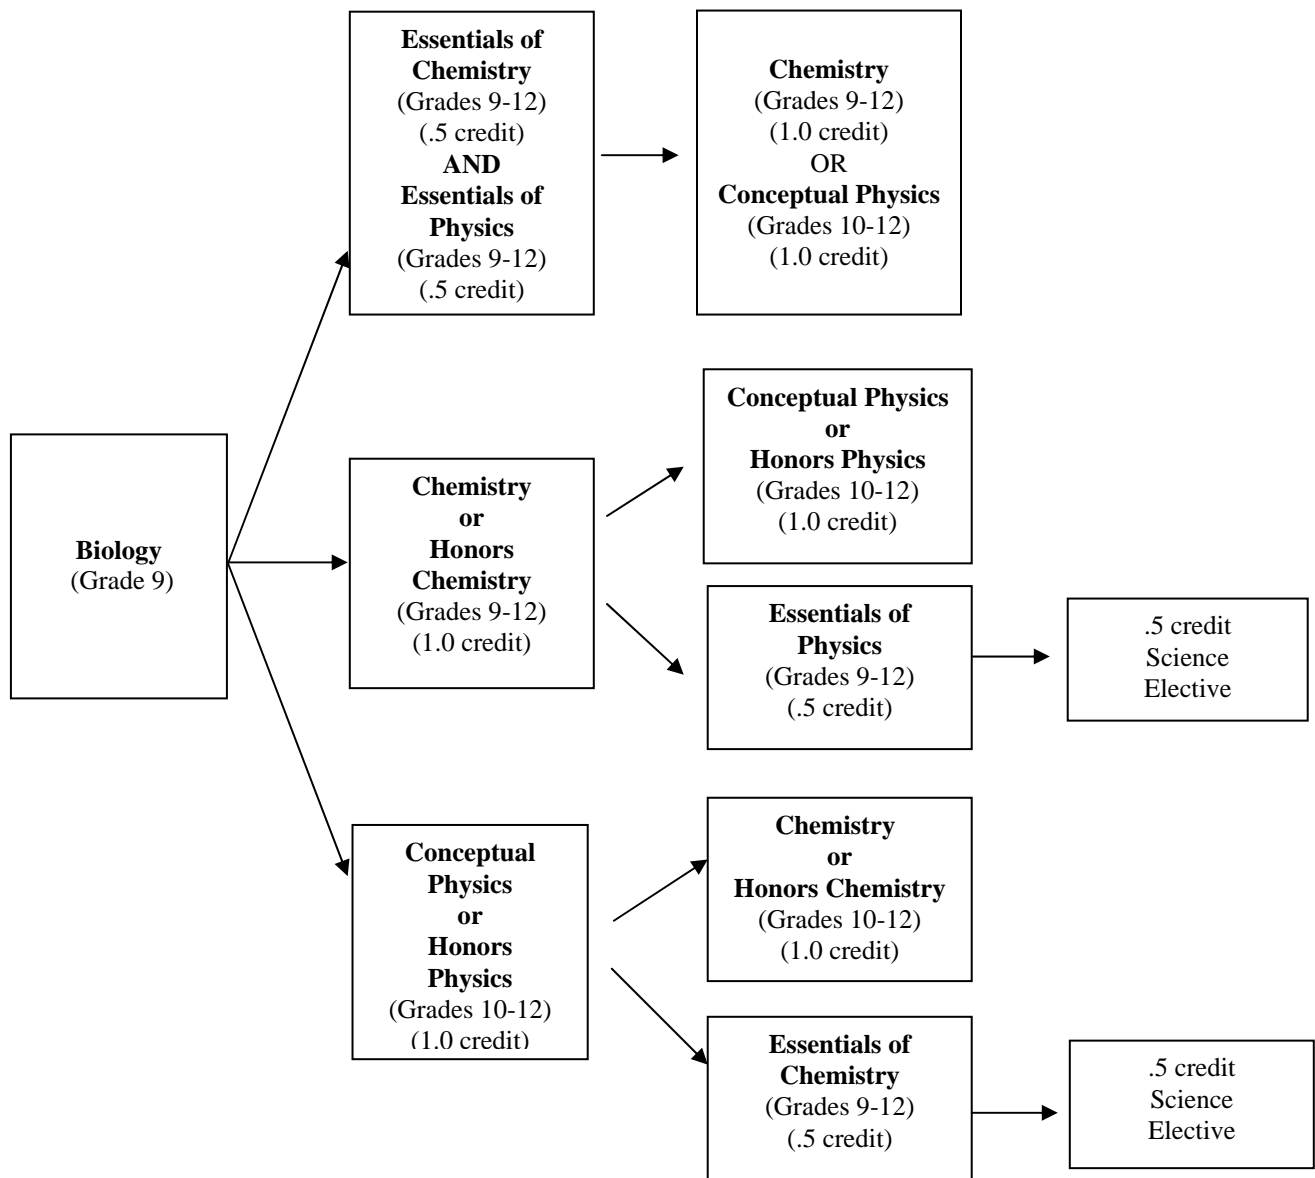 Essentials of
Chemistry
(Grades 9-12)
(.5 credit)
AND
Essentials of
Physics
(Grades 9-12)
(.5 credit)
Chemistry
(Grades 9-12)
(1.0 credit)
OR
Conceptual Physics
(Grades 10-12)
(1.0 credit)
Biology
(Grade 9)
Chemistry
or
Honors
Chemistry
(Grades 9-12)
(1.0 credit)
Conceptual Physics
or
Honors Physics
(Grades 10-12)
(1.0 credit)
Essentials of
Physics
(Grades 9-12)
(.5 credit)
.5 credit
Science
Elective
Conceptual
Physics
or
Honors
Physics
(Grades 10-12)
(1.0 credit)
Chemistry
or
Honors Chemistry
(Grades 10-12)
(1.0 credit)
Essentials of
Chemistry
(Grades 9-12)
(.5 credit)
.5 credit
Science
Elective